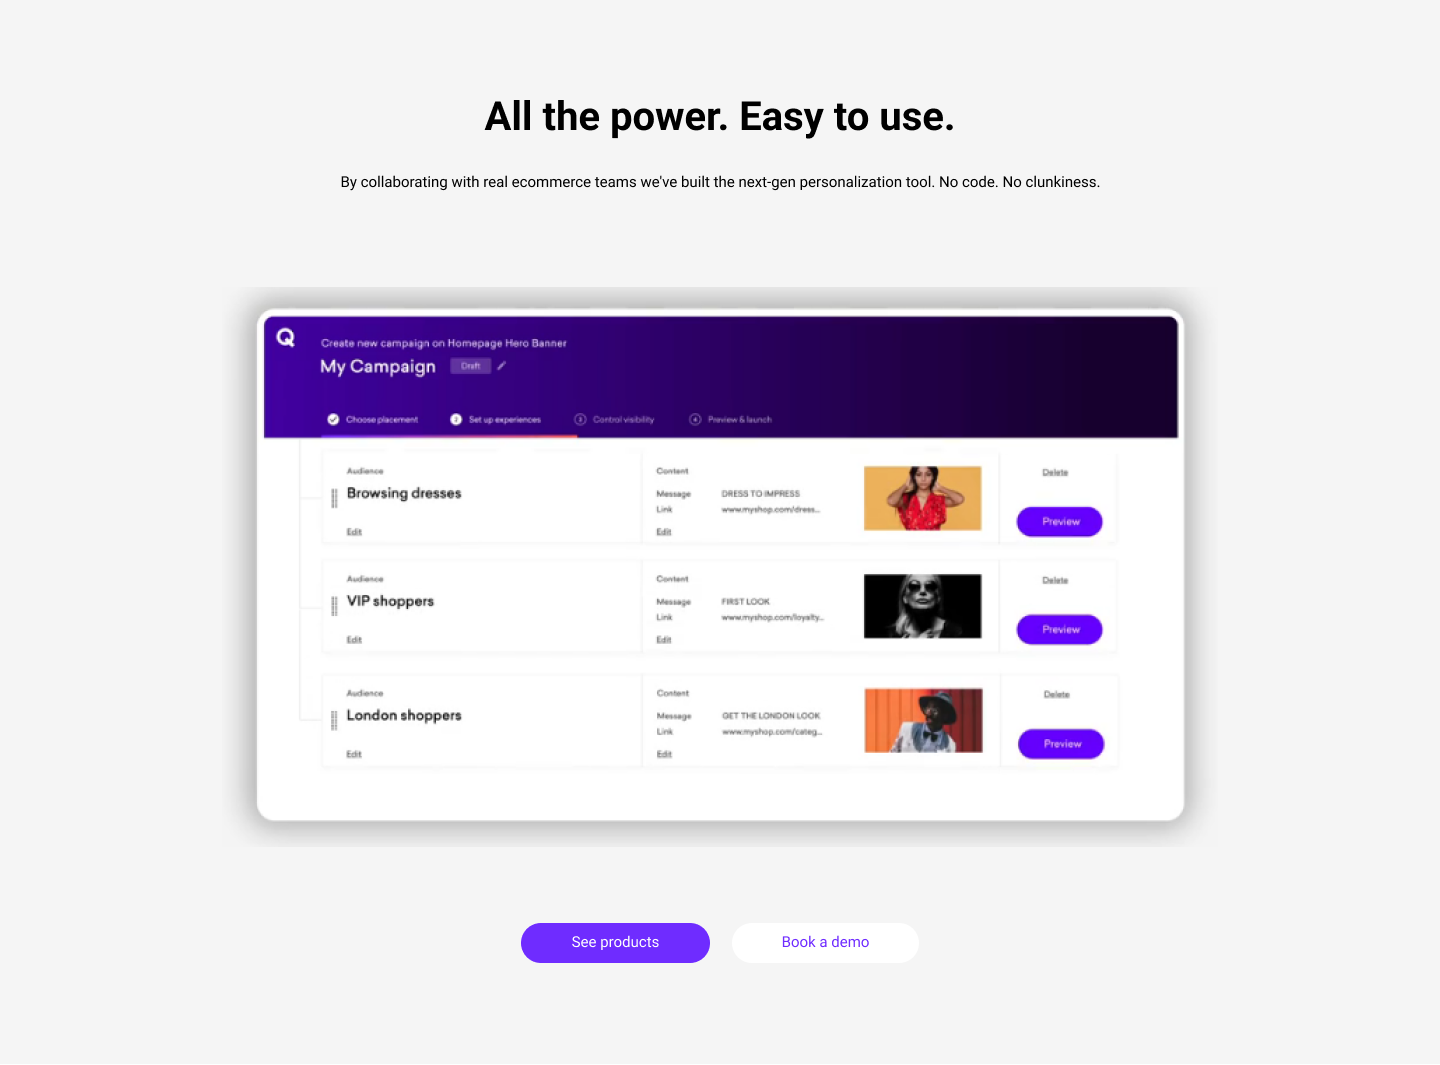 All the power. Easy to use.
By collaborating with real ecommerce teams we've built the next-gen personalization tool. No code. No clunkiness.
Q
Create new campaign on Homepage Hero Banner
My Campaign Draft
Choose placement 2 Set up experiences 3 Control visibility 4 Preview & launch
Audience Content Delete
Browsing dresses Message DRESS TO IMPRESS
Link www.myshop.com/dress... Preview
Edit Edit
Audience Content Delete
VIP shoppers Message FIRST LOOK
Link www.myshop.com/loyalty... Preview
Edit Edit
Audience Content Delete
London shoppers Message GET THE LONDON LOOK
Link www.myshop.com/categ... Preview
Edit Edit
See products Book a demo